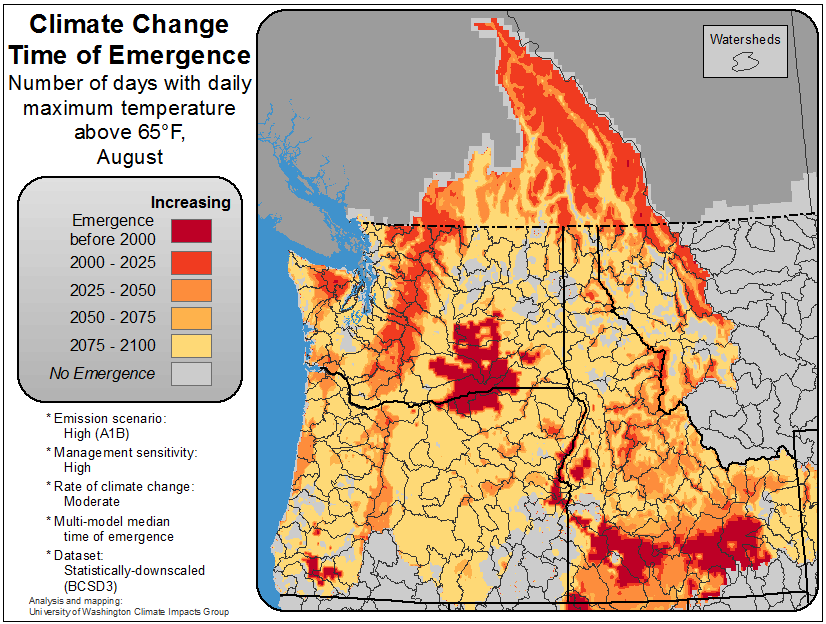 Climate Change
Time of Emergence
Number of days with daily
maximum temperature
above 65°F,
August
Increasing
Emergence
before 2000
2000 - 2025
2025 - 2050
2050 - 2075
2075 - 2100
No Emergence
* Emission scenario:
High (A1B)
* Management sensitivity:
High
* Rate of climate change:
Moderate
* Multi-model median
time of emergence
* Dataset:
Statistically-downscaled
(BCSD3)
Analysis and mapping:
University of Washington Climate Impacts Group
Watersheds